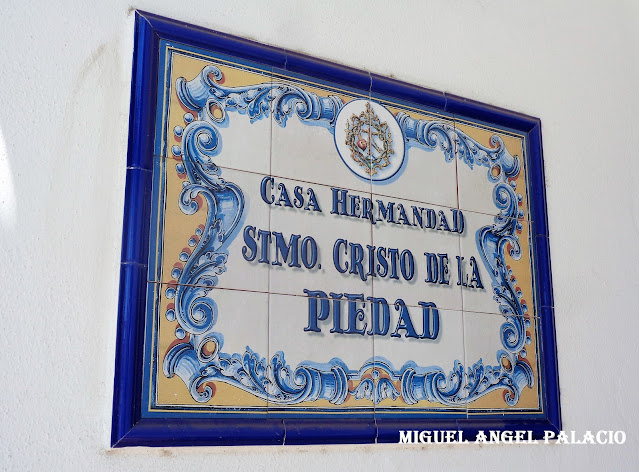 CASA HERMANDAD
STMO. CRISTO DE LA
PIEDAD
MIGUEL ANGEL PALACIO